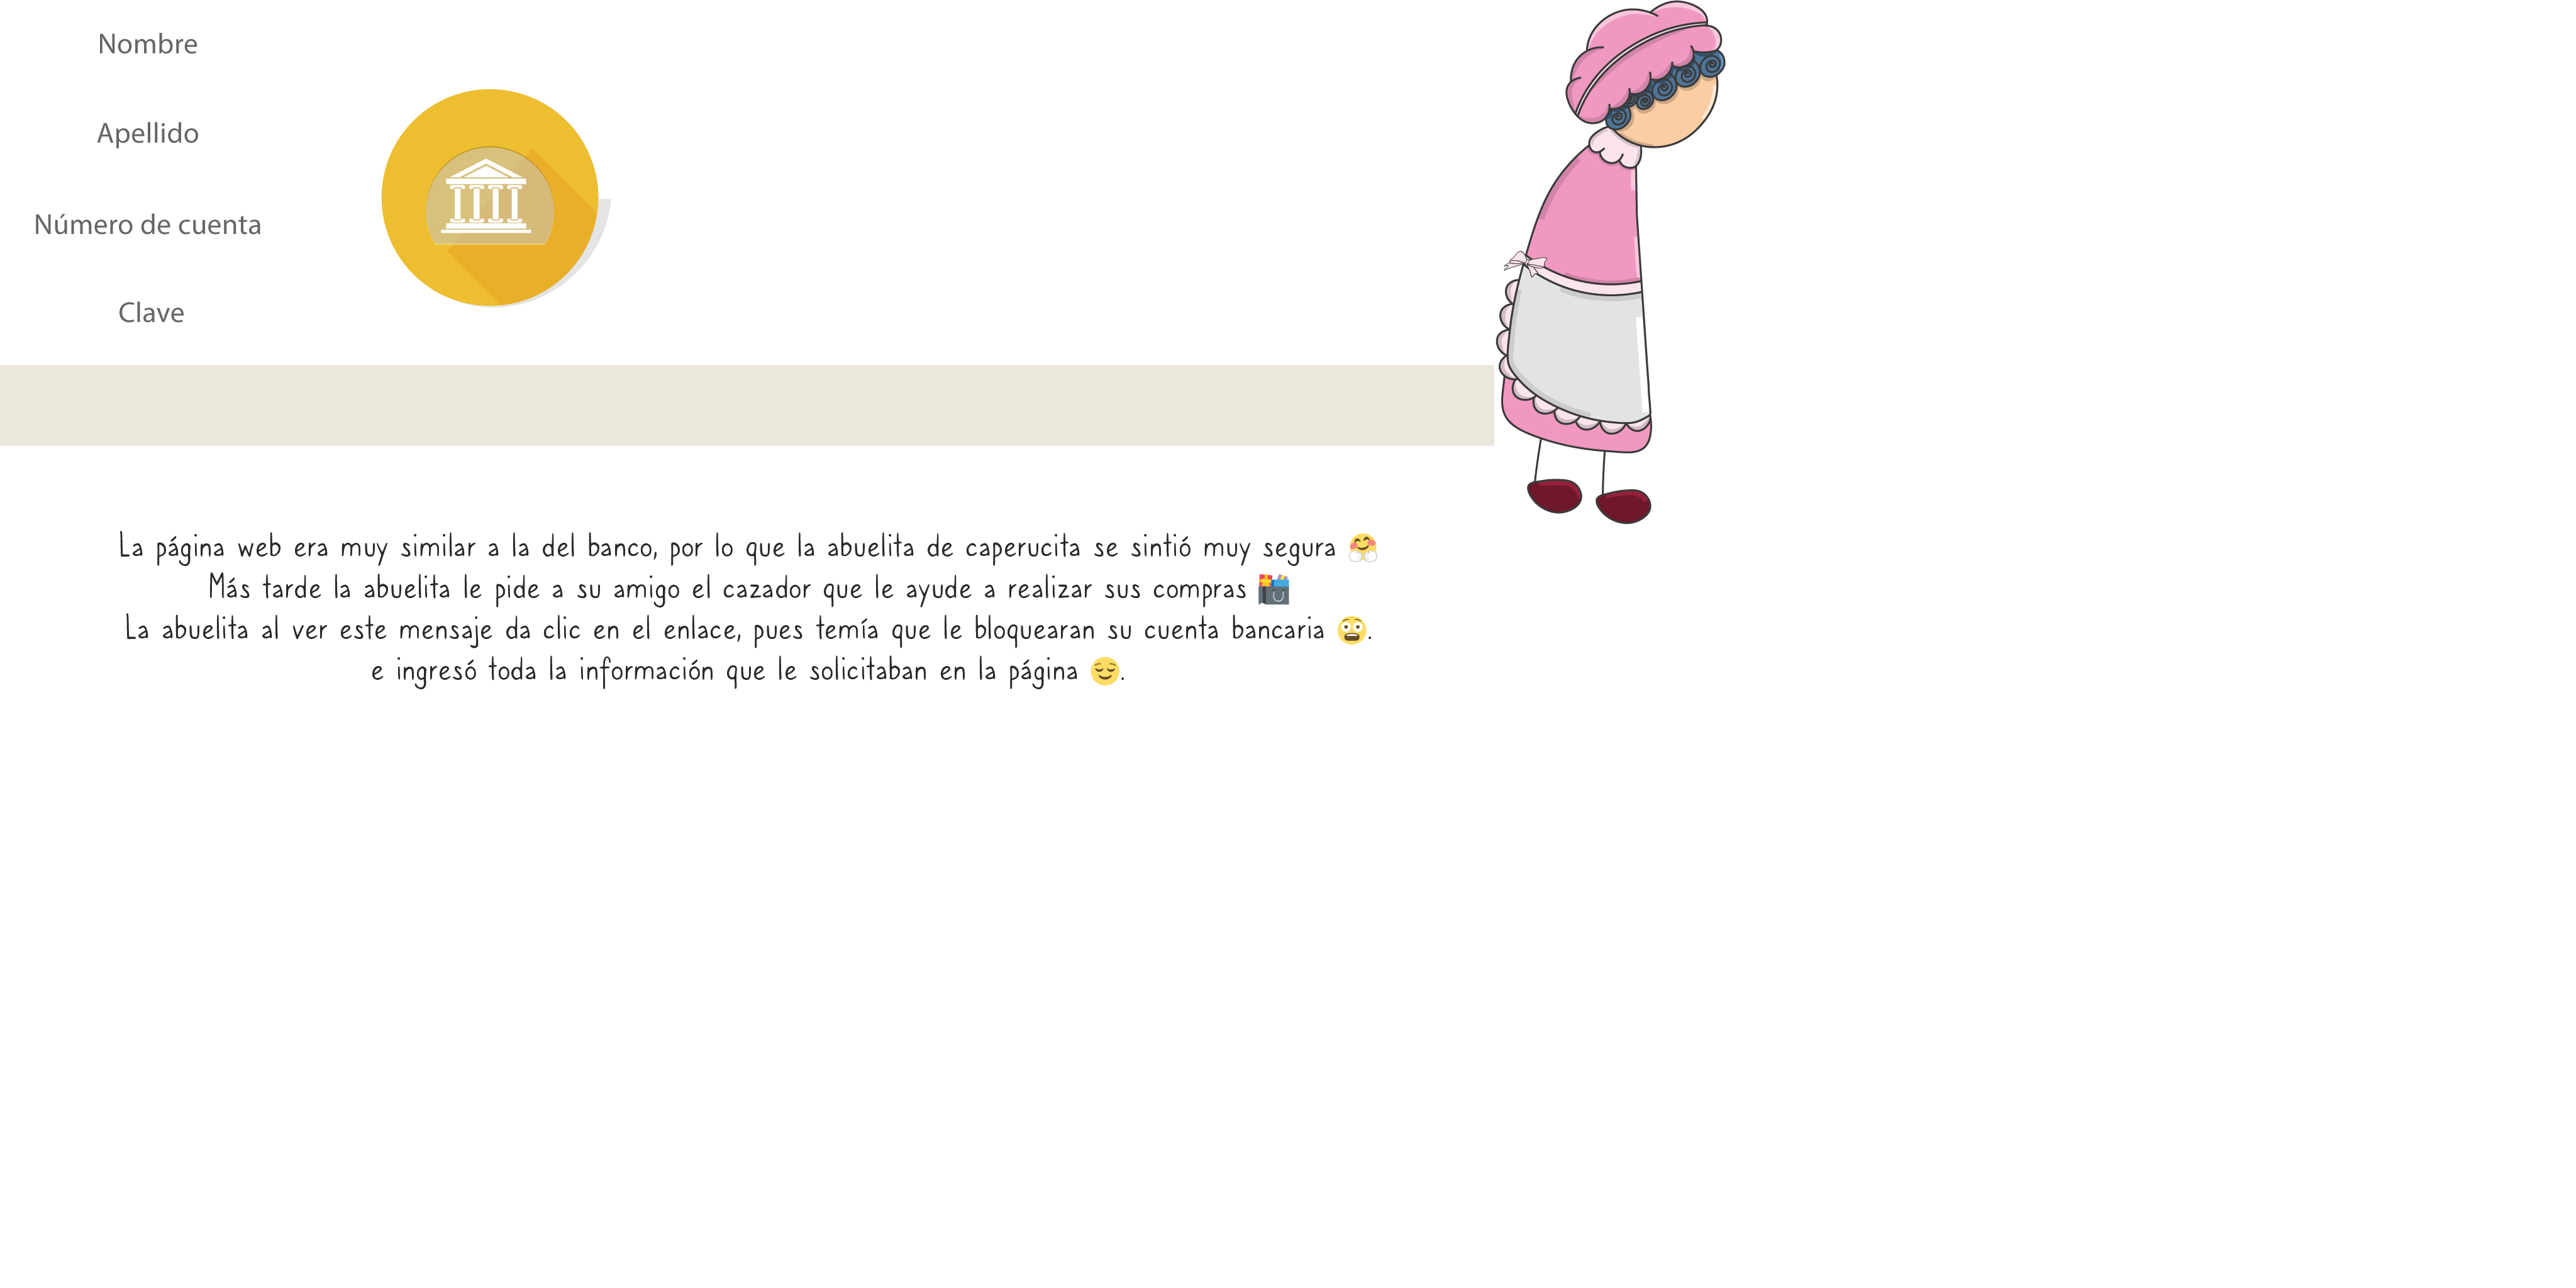 Nombre
Apellido
Número de cuenta
Clave
La página web era muy similar a la del banco, por lo que la abuelita de caperucita se sintió muy segura 🤗
Más tarde la abuelita le pide a su amigo el cazador que le ayude a realizar sus compras 🛍️
La abuelita al ver este mensaje da clic en el enlace, pues temía que le bloquearan su cuenta bancaria 😨.
e ingresó toda la información que le solicitaban en la página 😌.